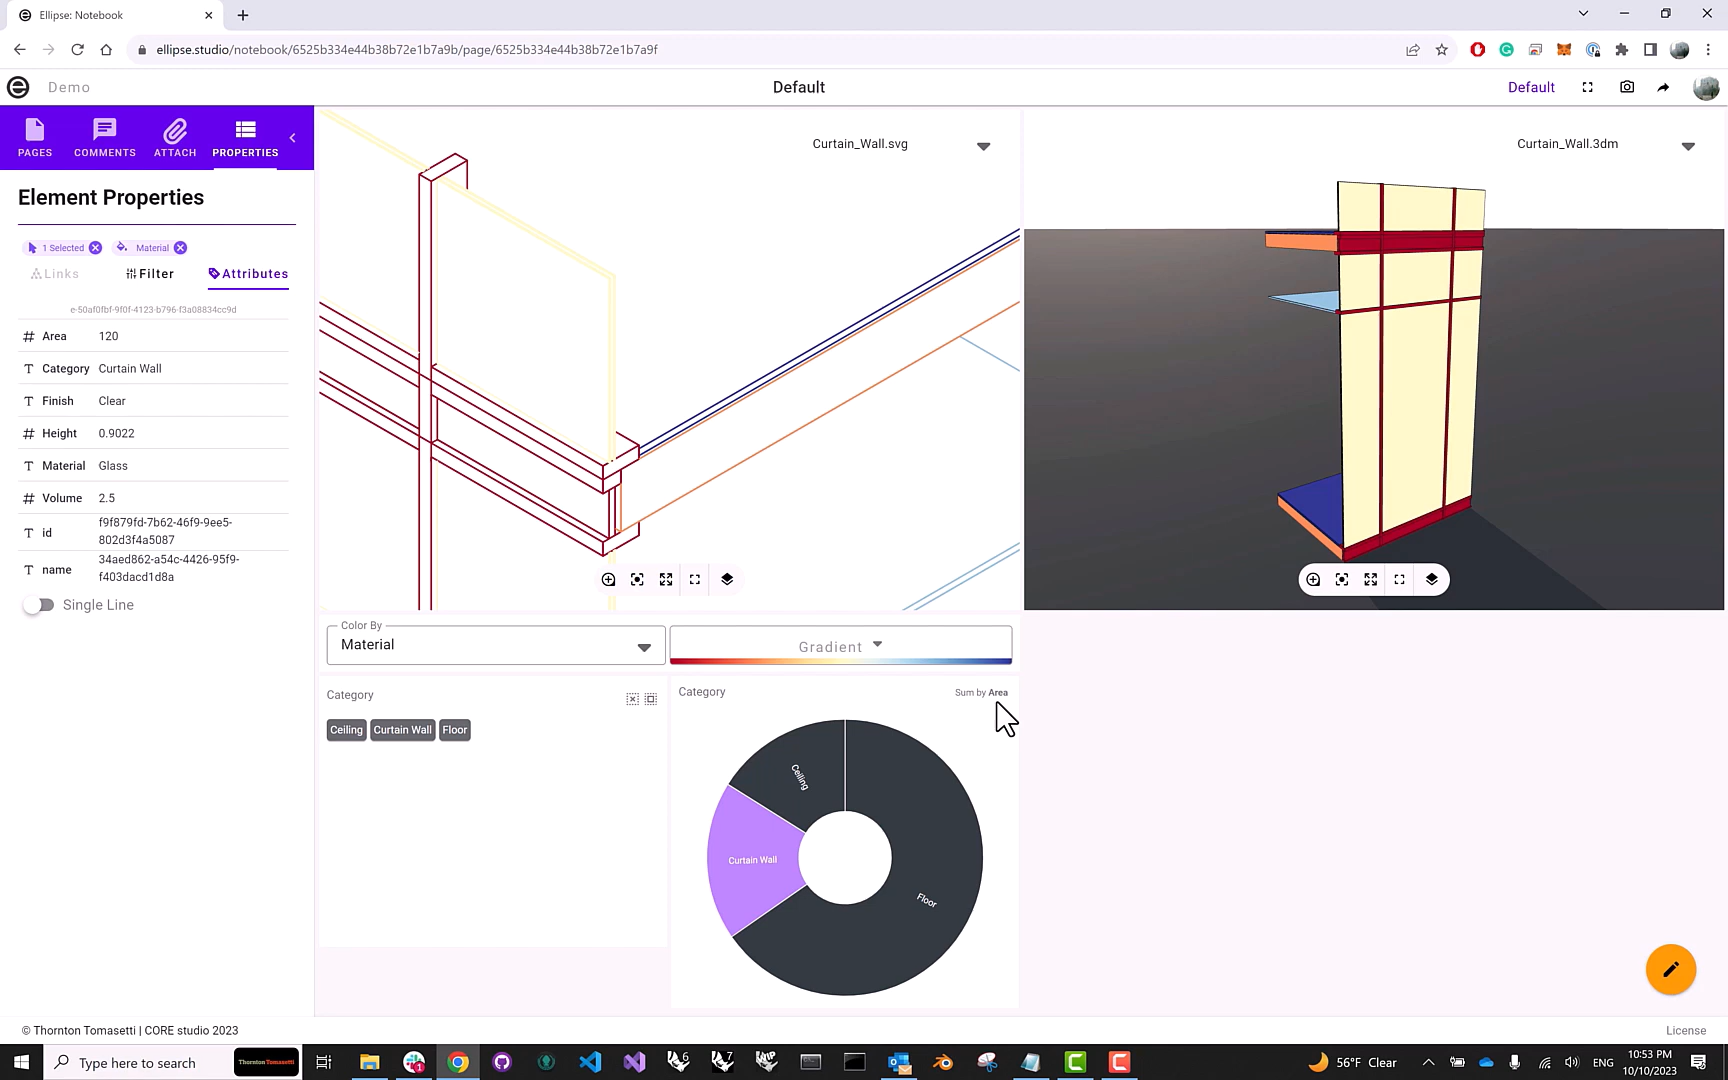 Ellipse: Notebook
ellipse.studio/notebook/6525b334e44b38b72e1b7a9b/page/6525b334e44b38b72e1b7a9f
Demo
Default
Default
PAGES
COMMENTS
ATTACH
PROPERTIES
Element Properties
1 Selected
Material
Links
Filter
Attributes
e-50af0fbf-9f0f-4123-b796-f3a08834cc9d
# Area 120
T Category Curtain Wall
T Finish Clear
# Height 0.9022
T Material Glass
# Volume 2.5
T id f9f879fd-7b62-46f9-9ee5-
802d3f4a5087
T name 34aed862-a54c-4426-95f9-
f403dacd1d8a
Single Line
Curtain_Wall.svg
Curtain_Wall.3dm
Color By
Material
Gradient
Category
Ceiling
Curtain Wall
Floor
Category
Sum by Area
Ceiling
Curtain Wall
Floor
© Thornton Tomasetti | CORE studio 2023
License
Type here to search
Thornton Tomasetti
6
7
56°F Clear
ENG
10:53 PM
10/10/2023